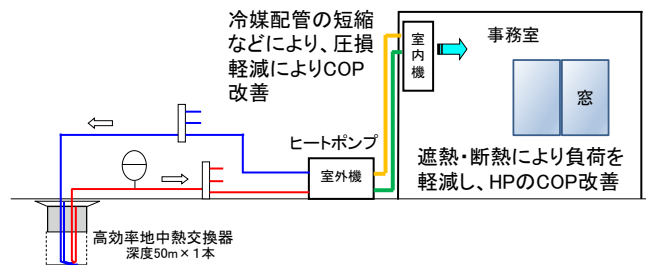 冷媒配管の短縮
などにより、圧損
軽減によりCOP
改善
室内機
事務室
窓
ヒートポンプ
室外機
遮熱・断熱により負荷を
軽減し、HPのCOP改善
高効率地中熱交換器
深度50m×1本